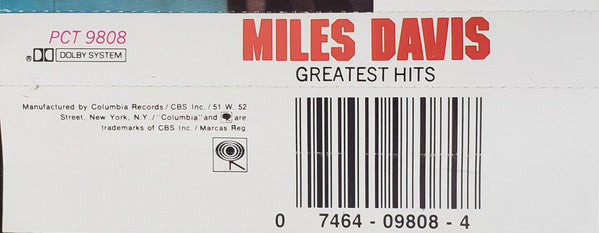 PCT 9808
DOLBY SYSTEM
MILES DAVIS
GREATEST HITS
Manufactured by Columbia Records / CBS Inc. / 51 W. 52
Street, New York, N.Y. / "Columbia" and are
trademarks of CBS Inc. / Marcas Reg.
0 7464 - 09808 - 4